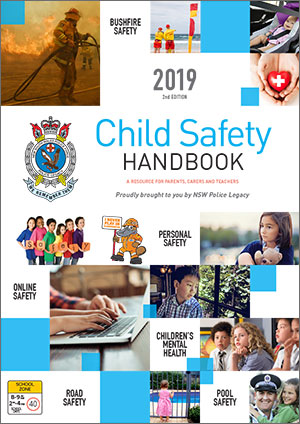 BUSHFIRE
SAFETY
2019
2nd EDITION
Child Safety
HANDBOOK
A RESOURCE FOR PARENTS, CARERS AND TEACHERS
Proudly brought to you by NSW Police Legacy
Safety
PERSONAL
SAFETY
ONLINE
SAFETY
CHILDREN'S
MENTAL
HEALTH
SCHOOL
ZONE
40
ROAD
SAFETY
POOL
SAFETY